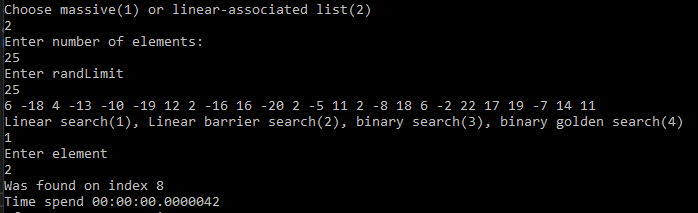 Choose massive(1) or linear-associated list(2)
2
Enter number of elements:
25
Enter randLimit
25
6 -18 4 -13 -10 -19 12 2 -16 16 -20 2 -5 11 2 -8 18 6 -2 22 17 19 -7 14 11
Linear search(1), Linear barrier search(2), binary search(3), binary golden search(4)
1
Enter element
2
Was found on index 8
Time spend 00:00:00.0000042